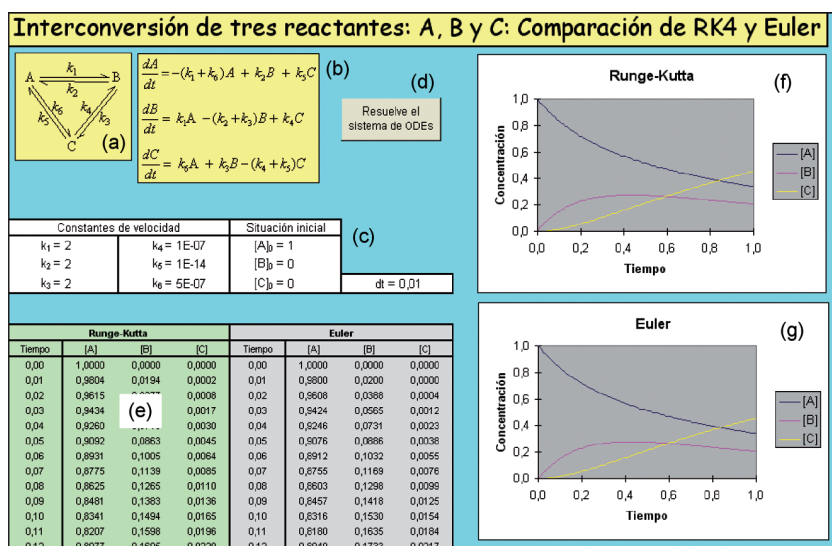 Interconversión de tres reactantes: A, B y C: Comparación de RK4 y Euler
A k₁ B
k₂
k₆ k₄
k₅ k₃
C
(a)
dA/dt = −(k₁+k₆)A + k₂B + k₅C
dB/dt = k₁A −(k₂+k₃)B + k₄C
dC/dt = k₆A + k₃B−(k₄+k₅)C
(b)
(d)
Resuelve el
sistema de ODEs
Constantes de velocidad Situación inicial
k₁ = 2 k₄ = 1E-07 [A]₀ = 1
k₂ = 2 k₅ = 1E-14 [B]₀ = 0
k₃ = 2 k₆ = 5E-07 [C]₀ = 0 dt = 0,01
(c)
Runge-Kutta Euler
Tiempo [A] [B] [C] Tiempo [A] [B] [C]
0,00 1,0000 0,0000 0,0000 0,00 1,0000 0,0000 0,0000
0,01 0,9804 0,0194 0,0002 0,01 0,9800 0,0200 0,0000
0,02 0,9615 0,0008 0,02 0,9608 0,0388 0,0004
0,03 0,9434 0,0017 0,03 0,9424 0,0565 0,0012
0,04 0,9260 0,0030 0,04 0,9246 0,0731 0,0023
0,05 0,9092 0,0863 0,0045 0,05 0,9076 0,0886 0,0038
0,06 0,8931 0,1005 0,0064 0,06 0,8912 0,1032 0,0055
0,07 0,8775 0,1139 0,0085 0,07 0,8755 0,1169 0,0076
0,08 0,8625 0,1265 0,0110 0,08 0,8603 0,1298 0,0099
0,09 0,8481 0,1383 0,0136 0,09 0,8457 0,1418 0,0125
0,10 0,8341 0,1494 0,0165 0,10 0,8316 0,1530 0,0154
0,11 0,8207 0,1598 0,0196 0,11 0,8180 0,1635 0,0184
(e)
Runge-Kutta
(f)
Concentración
1,0
0,8
0,6
0,4
0,2
0,0
0,0 0,2 0,4 0,6 0,8 1,0
Tiempo
[A]
[B]
[C]
Euler
(g)
Concentración
1,0
0,8
0,6
0,4
0,2
0,0
0,0 0,2 0,4 0,6 0,8 1,0
Tiempo
[A]
[B]
[C]